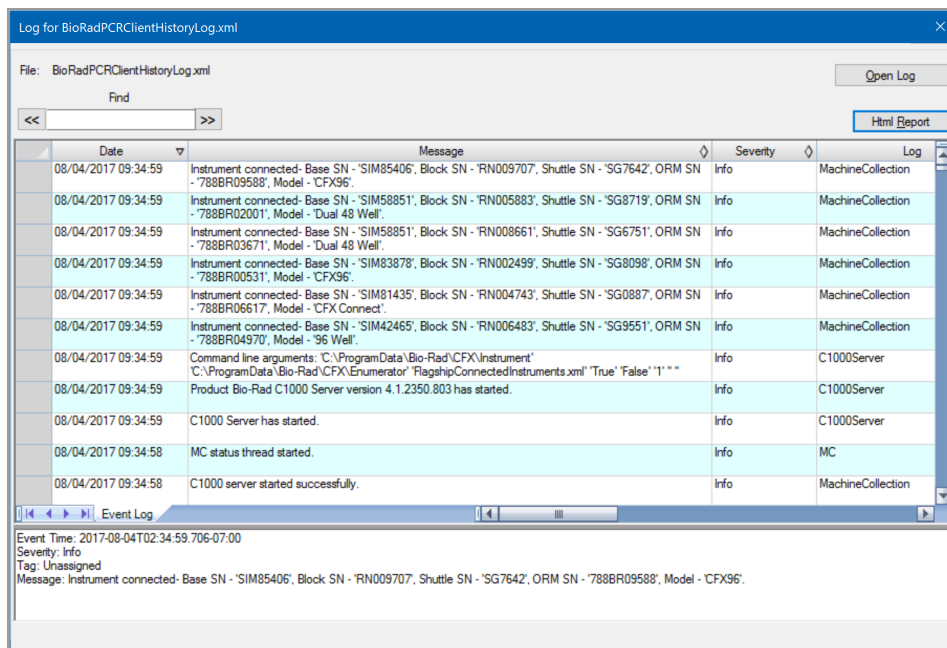 Log for BioRadPCRClientHistoryLog.xml
File: BioRadPCRClientHistoryLog.xml
Open Log
Find
<< >>
Html Report
Date Message Severity Log
08/04/2017 09:34:59 Instrument connected- Base SN - 'SIM85406', Block SN - 'RN009707', Shuttle SN - 'SG7642', ORM SN Info MachineCollection
- '788BR09588', Model - 'CFX96'.
08/04/2017 09:34:59 Instrument connected- Base SN - 'SIM58851', Block SN - 'RN005883', Shuttle SN - 'SG8719', ORM SN Info MachineCollection
- '788BR02001', Model - 'Dual 48 Well'.
08/04/2017 09:34:59 Instrument connected- Base SN - 'SIM58851', Block SN - 'RN008661', Shuttle SN - 'SG6751', ORM SN Info MachineCollection
- '788BR03671', Model - 'Dual 48 Well'.
08/04/2017 09:34:59 Instrument connected- Base SN - 'SIM83878', Block SN - 'RN002499', Shuttle SN - 'SG8098', ORM SN Info MachineCollection
- '788BR00531', Model - 'CFX96'.
08/04/2017 09:34:59 Instrument connected- Base SN - 'SIM81435', Block SN - 'RN004743', Shuttle SN - 'SG0887', ORM SN Info MachineCollection
- '788BR06617', Model - 'CFX Connect'.
08/04/2017 09:34:59 Instrument connected- Base SN - 'SIM42465', Block SN - 'RN006483', Shuttle SN - 'SG9551', ORM SN Info MachineCollection
- '788BR04970', Model - '96 Well'.
08/04/2017 09:34:59 Command line arguments: 'C:\ProgramData\Bio-Rad\CFX\Instrument' Info C1000Server
'C:\ProgramData\Bio-Rad\CFX\Enumerator' 'FlagshipConnectedInstruments.xml' 'True' 'False' '1' '' ''
08/04/2017 09:34:59 Product Bio-Rad C1000 Server version 4.1.2350.803 has started. Info C1000Server
08/04/2017 09:34:59 C1000 Server has started. Info C1000Server
08/04/2017 09:34:58 MC status thread started. Info MC
08/04/2017 09:34:58 C1000 server started successfully. Info MachineCollection
Event Log
Event Time: 2017-08-04T02:34:59.706-07:00
Severity: Info
Tag: Unassigned
Message: Instrument connected- Base SN - 'SIM85406', Block SN - 'RN009707', Shuttle SN - 'SG7642', ORM SN - '788BR09588', Model - 'CFX96'.